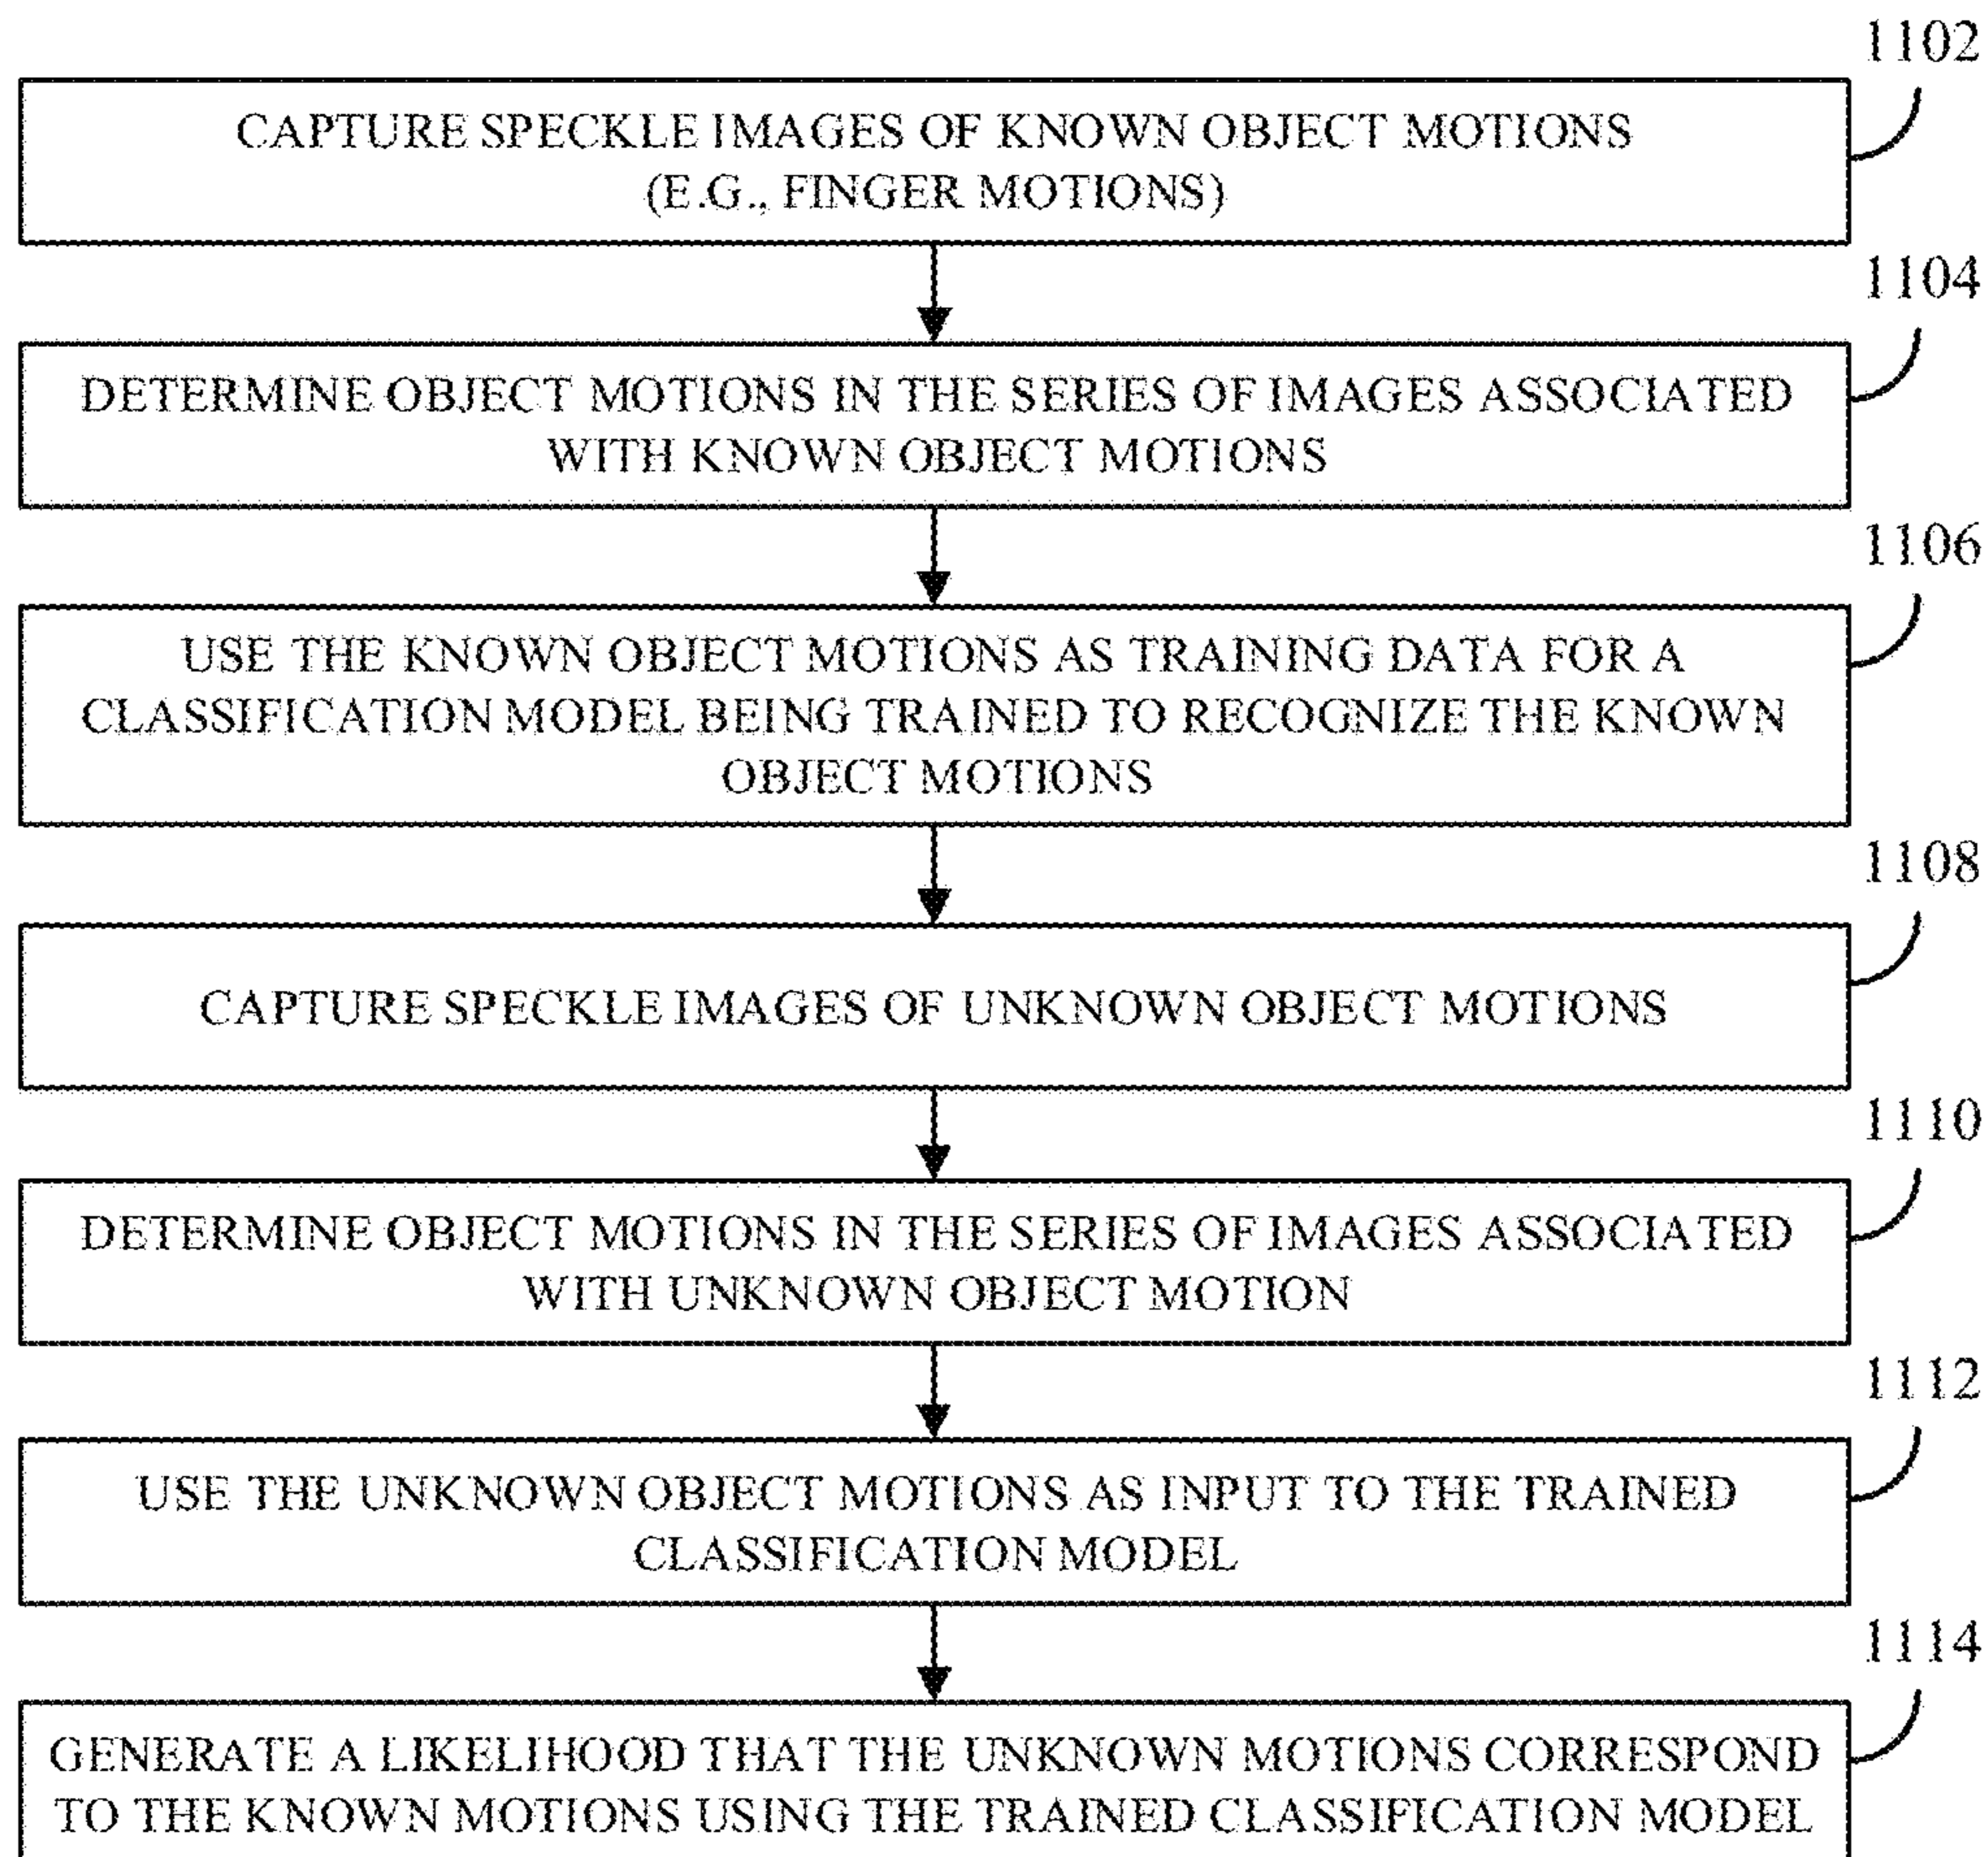 1102
CAPTURE SPECKLE IMAGES OF KNOWN OBJECT MOTIONS
(E.G., FINGER MOTIONS)
1104
DETERMINE OBJECT MOTIONS IN THE SERIES OF IMAGES ASSOCIATED
WITH KNOWN OBJECT MOTIONS
1106
USE THE KNOWN OBJECT MOTIONS AS TRAINING DATA FOR A
CLASSIFICATION MODEL BEING TRAINED TO RECOGNIZE THE KNOWN
OBJECT MOTIONS
1108
CAPTURE SPECKLE IMAGES OF UNKNOWN OBJECT MOTIONS
1110
DETERMINE OBJECT MOTIONS IN THE SERIES OF IMAGES ASSOCIATED
WITH UNKNOWN OBJECT MOTION
1112
USE THE UNKNOWN OBJECT MOTIONS AS INPUT TO THE TRAINED
CLASSIFICATION MODEL
1114
GENERATE A LIKELIHOOD THAT THE UNKNOWN MOTIONS CORRESPOND
TO THE KNOWN MOTIONS USING THE TRAINED CLASSIFICATION MODEL